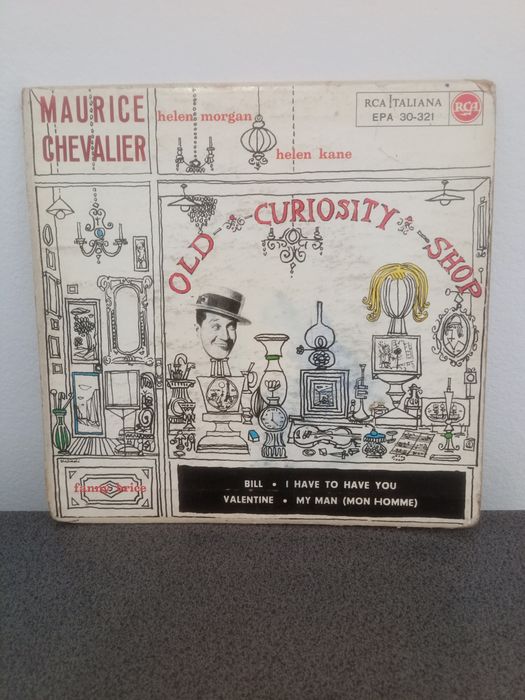 MAURICE
CHEVALIER
helen morgan
helen kane
RCA ITALIANA
EPA 30-321
RCA
OLD CURIOSITY SHOP
fanny brice
BILL • I HAVE TO HAVE YOU
VALENTINE • MY MAN (MON HOMME)